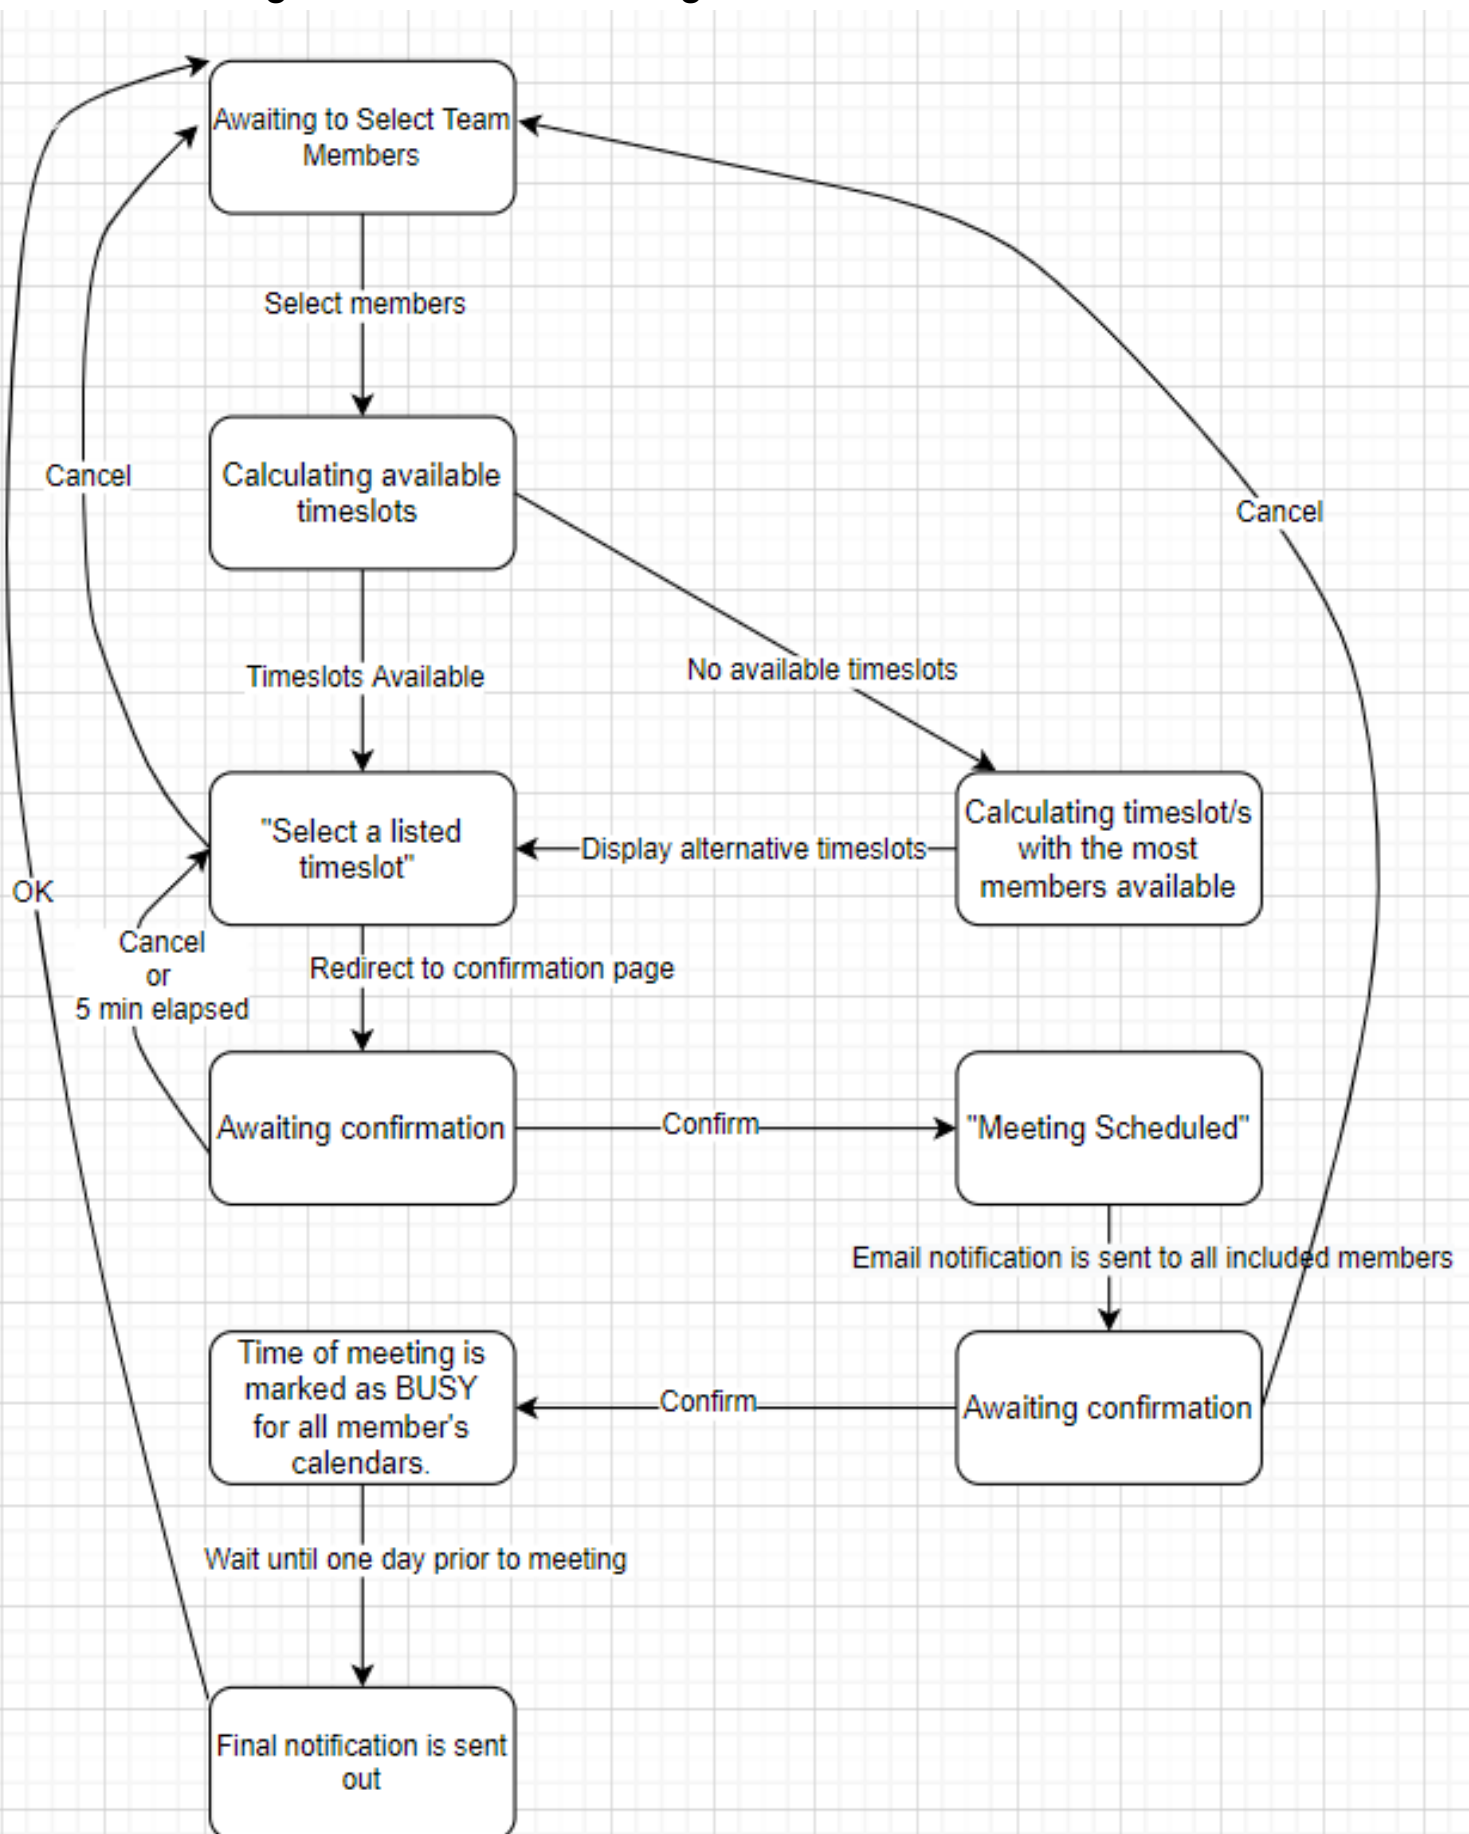 Awaiting to Select Team
Members
Select members
Cancel
Calculating available
timeslots
Cancel
Timeslots Available
No available timeslots
"Select a listed
timeslot"
Display alternative timeslots
Calculating timeslot/s
with the most
members available
OK
Cancel
or
5 min elapsed
Redirect to confirmation page
Awaiting confirmation
Confirm
"Meeting Scheduled"
Email notification is sent to all included members
Time of meeting is
marked as BUSY
for all member's
calendars.
Confirm
Awaiting confirmation
Wait until one day prior to meeting
Final notification is sent
out